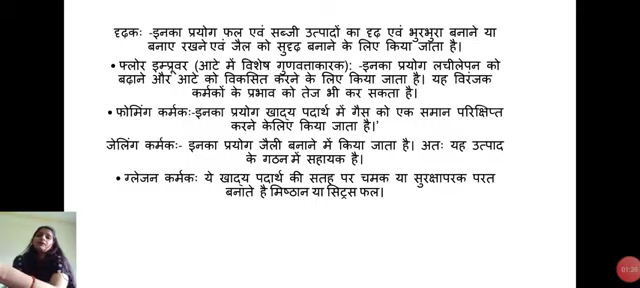 दृढ़कः -इनका प्रयोग फल एवं सब्जी उत्पादों का दृढ़ एवं भुरभुरा बनाने या
बनाए रखने एवं जैल को सुदृढ़ बनाने के लिए किया जाता है।
• फ्लोर इम्प्रूवर (आटे में विशेष गुणवत्ताकारक): -इनका प्रयोग लचीलेपन को
बढ़ाने और आटे को विकसित करने के लिए किया जाता है। यह विरंजक
कर्मकों के प्रभाव को तेज भी कर सकता है।
• फोमिंग कर्मकः-इनका प्रयोग खाद्य पदार्थ में गैस को एक समान परिक्षिप्त
करने केलिए किया जाता है।'
जेलिंग कर्मकः- इनका प्रयोग जैली बनाने में किया जाता है। अतः यह उत्पाद
के गठन में सहायक है।
• ग्लेजन कर्मकः ये खाद्य पदार्थ की सतह पर चमक या सुरक्षापरक परत
बनाते है मिष्ठान या सिट्रस फल।
01:26